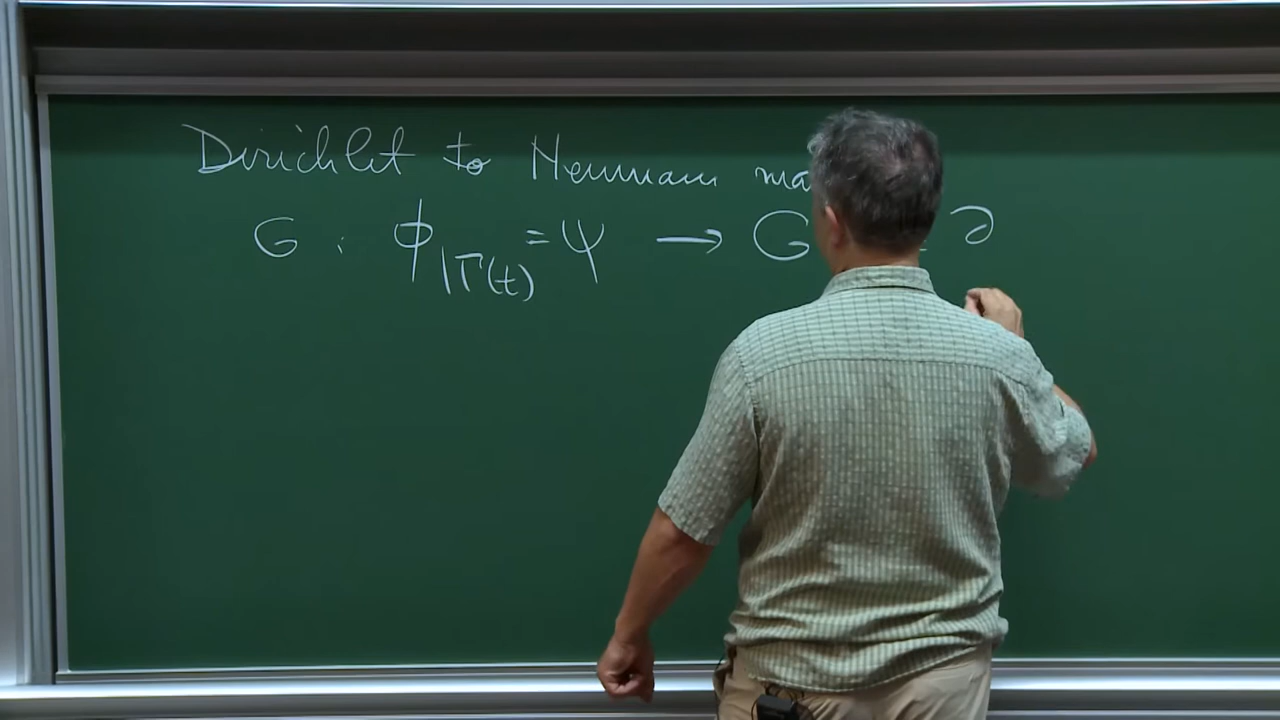 Dirichlet to Neumann ma
G : ϕ|Γ(t) = ψ → G ∂